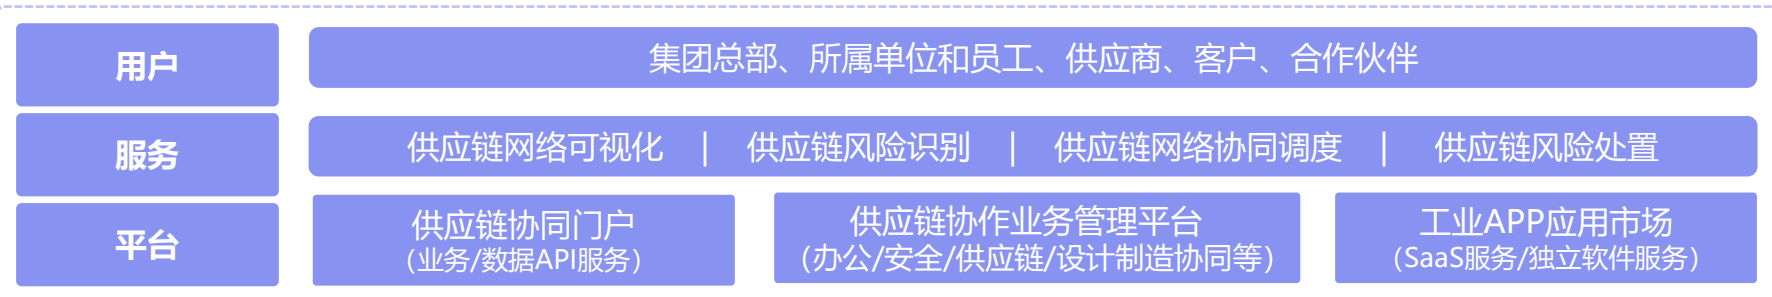 用户
集团总部、所属单位和员工、供应商、客户、合作伙伴
服务
供应链网络可视化 | 供应链风险识别 | 供应链网络协同调度 | 供应链风险处置
平台
供应链协同门户
（业务/数据API服务）
供应链协作业务管理平台
（办公/安全/供应链/设计制造协同等）
工业APP应用市场
（SaaS服务/独立软件服务）